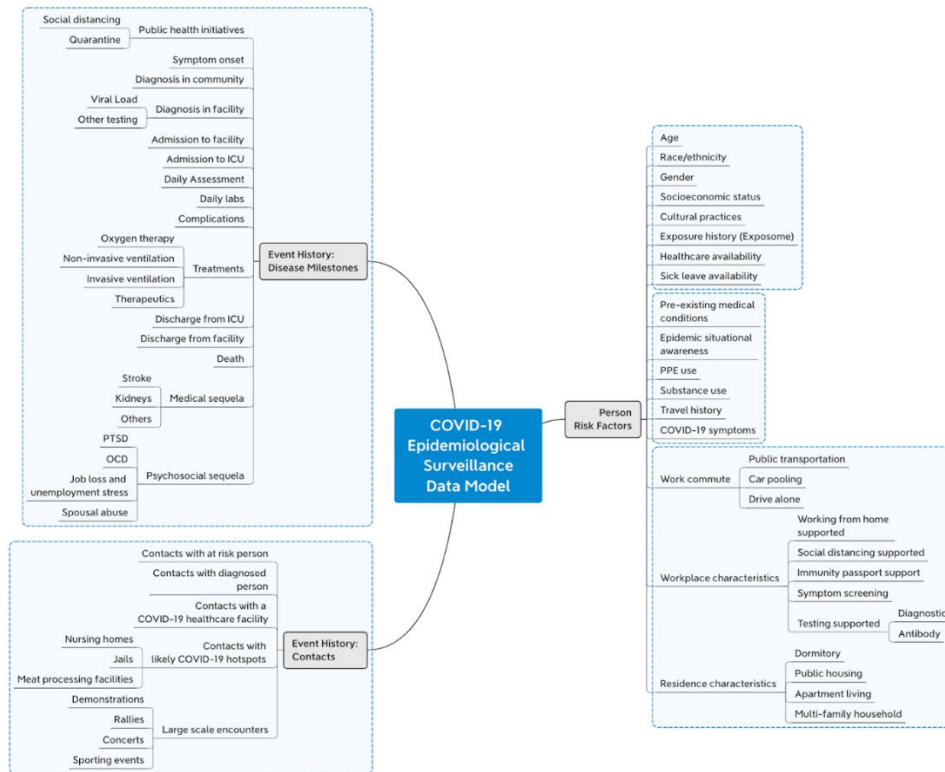 Social distancing
Quarantine
Public health initiatives
Symptom onset
Diagnosis in community
Viral Load
Other testing
Diagnosis in facility
Admission to facility
Admission to ICU
Daily Assessment
Daily labs
Complications
Oxygen therapy
Non-invasive ventilation
Invasive ventilation
Therapeutics
Treatments
Discharge from ICU
Discharge from facility
Death
Stroke
Kidneys
Others
Medical sequela
PTSD
OCD
Job loss and
unemployment stress
Spousal abuse
Psychosocial sequela
Event History:
Disease Milestones
Contacts with at risk person
Contacts with diagnosed
person
Contacts with a
COVID-19 healthcare facility
Nursing homes
Jails
Meat processing facilities
Contacts with
likely COVID-19 hotspots
Demonstrations
Rallies
Concerts
Sporting events
Large scale encounters
Event History:
Contacts
COVID-19
Epidemiological
Surveillance
Data Model
Person
Risk Factors
Age
Race/ethnicity
Gender
Socioeconomic status
Cultural practices
Exposure history (Exposome)
Healthcare availability
Sick leave availability
Pre-existing medical
conditions
Epidemic situational
awareness
PPE use
Substance use
Travel history
COVID-19 symptoms
Work commute
Public transportation
Car pooling
Drive alone
Workplace characteristics
Working from home
supported
Social distancing supported
Immunity passport support
Symptom screening
Testing supported
Diagnostic
Antibody
Residence characteristics
Dormitory
Public housing
Apartment living
Multi-family household